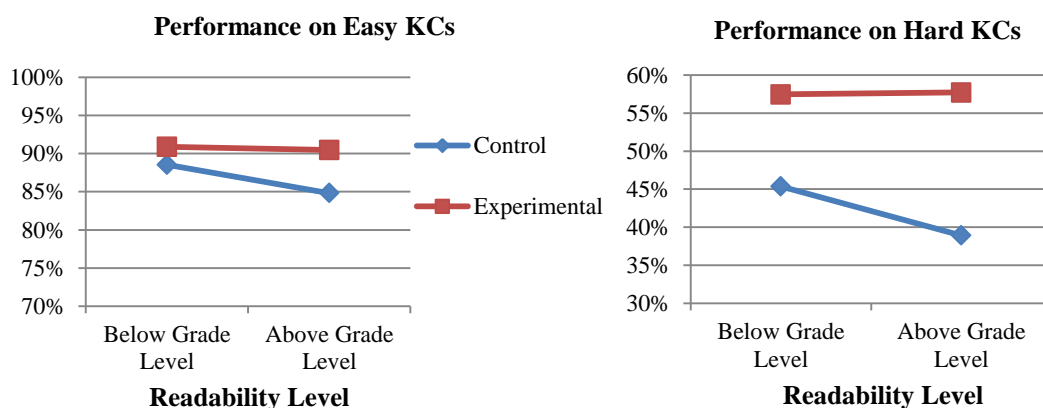 Performance on Easy KCs
100%
95%
90%
85%
80%
75%
70%
Below Grade
Level
Above Grade
Level
Readability Level
Control
Experimental
Performance on Hard KCs
60%
55%
50%
45%
40%
35%
30%
Below Grade
Level
Above Grade
Level
Readability Level